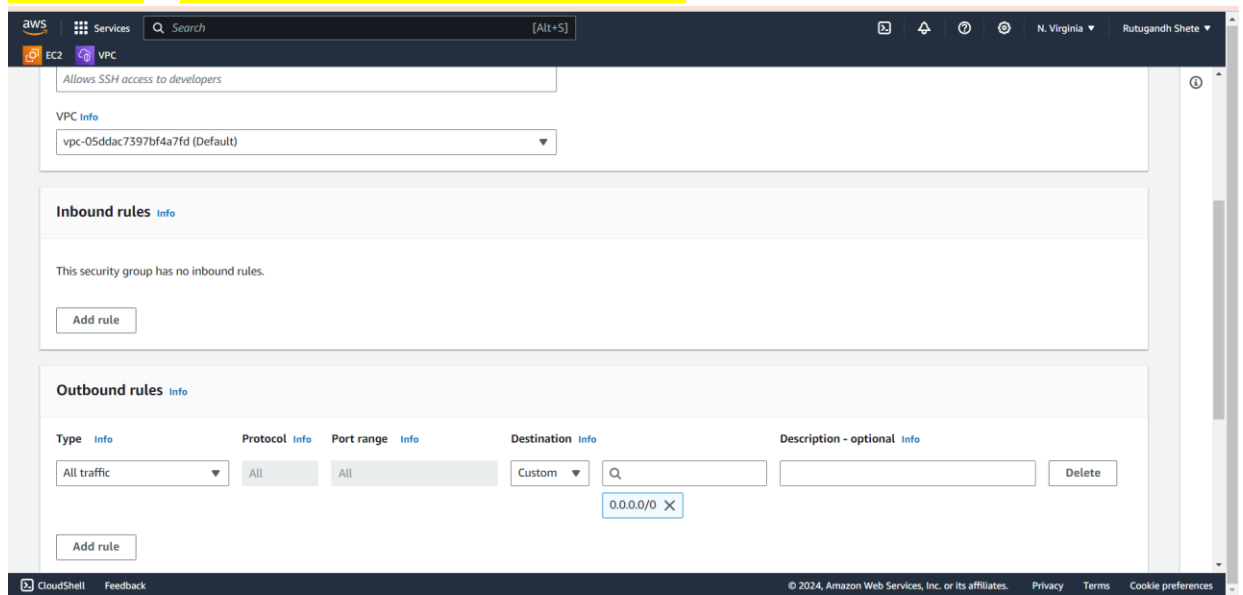 aws Services Search [Alt+S] N. Virginia ▼ Rutugandh Shete ▼
EC2 VPC
Allows SSH access to developers
VPC Info
vpc-05ddac7397bf4a7fd (Default)
Inbound rules Info
This security group has no inbound rules.
Add rule
Outbound rules Info
Type Info Protocol Info Port range Info Destination Info Description - optional Info
All traffic All All Custom Delete
0.0.0.0/0
Add rule
CloudShell Feedback © 2024, Amazon Web Services, Inc. or its affiliates. Privacy Terms Cookie preferences